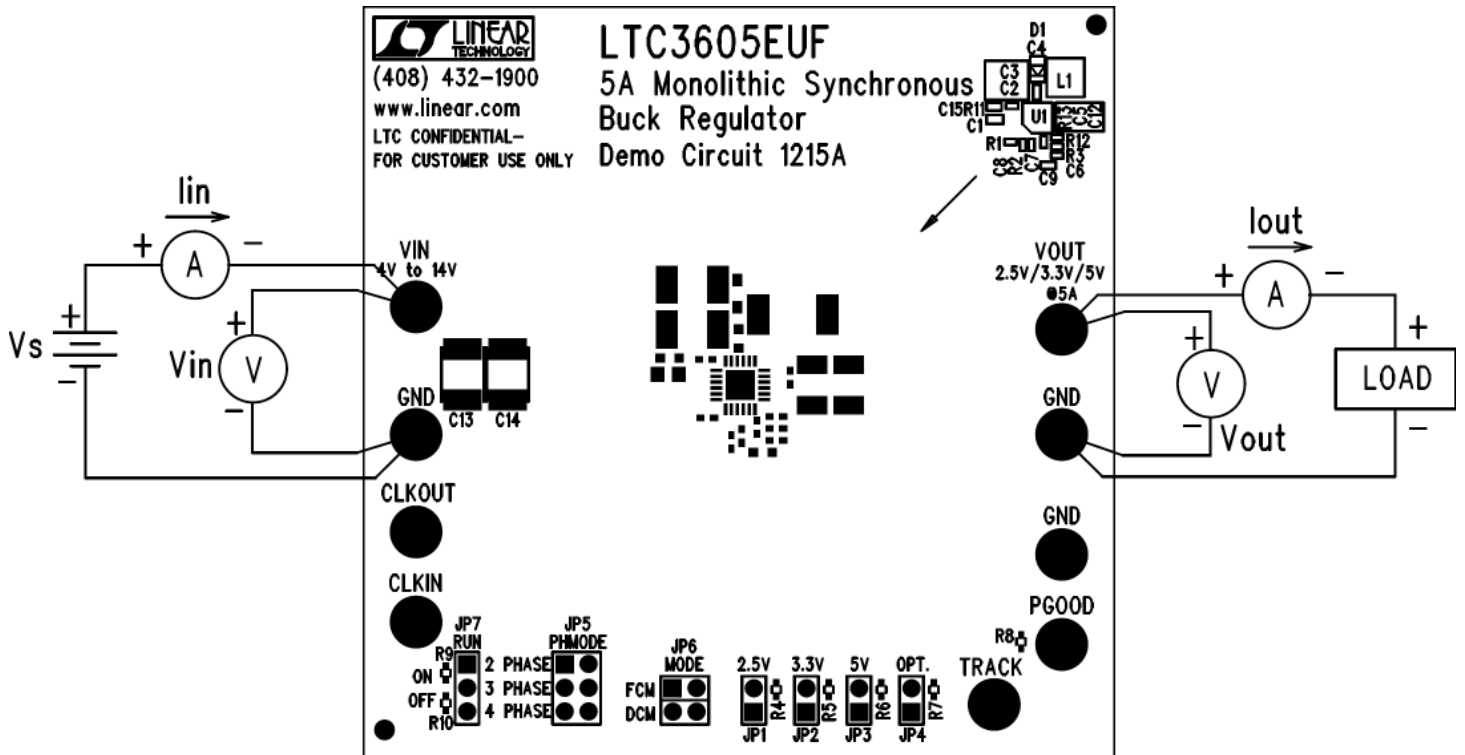 LINEAR
TECHNOLOGY
(408) 432-1900
www.linear.com
LTC CONFIDENTIAL-
FOR CUSTOMER USE ONLY
LTC3605EUF
5A Monolithic Synchronous
Buck Regulator
Demo Circuit 1215A
D1
C4
C3
C2
L1
C15 R11
C1
U1
R13
C5
C12
R1
C8
R2
C7
R12
R3
C6
C9
Iin
+ A -
Vs
+
-
Vin
+
V
-
VIN
4V to 14V
GND
C13 C14
CLKOUT
CLKIN
VOUT
2.5V/3.3V/5V
@5A
GND
Iout
+ A -
+
V
-
Vout
+
LOAD
-
GND
PGOOD
R8
TRACK
JP7
RUN
R9
ON
OFF
R10
JP5
PHMODE
2 PHASE
3 PHASE
4 PHASE
JP6
MODE
FCM
DCM
2.5V 3.3V 5V OPT.
R4 R5 R6 R7
JP1 JP2 JP3 JP4